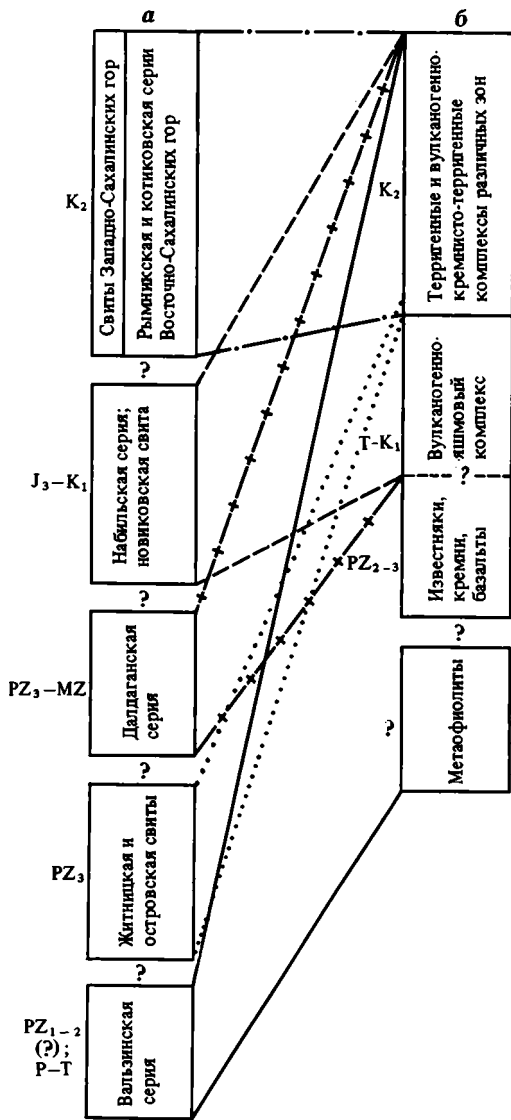 а
K₂
Свиты Западно-Сахалинских гор
Рымникская и котиковская серии
Восточно-Сахалинских гор
?
J₃–K₁
Набильская серия;
новиковская свита
?
PZ₃–MZ
Далдаганская
серия
?
PZ₃
Житницкая и
островская свиты
?
PZ₁₋₂
(?);
P–T
Вальзинская
серия
б
K₂
Терригенные и вулканогенно-
кремнисто-терригенные
комплексы различных зон
T-K₁
Вулканогенно-
яшмовый
комплекс
?
PZ₂₋₃
Известняки,
кремни,
базальты
?
?
Метаофиолиты